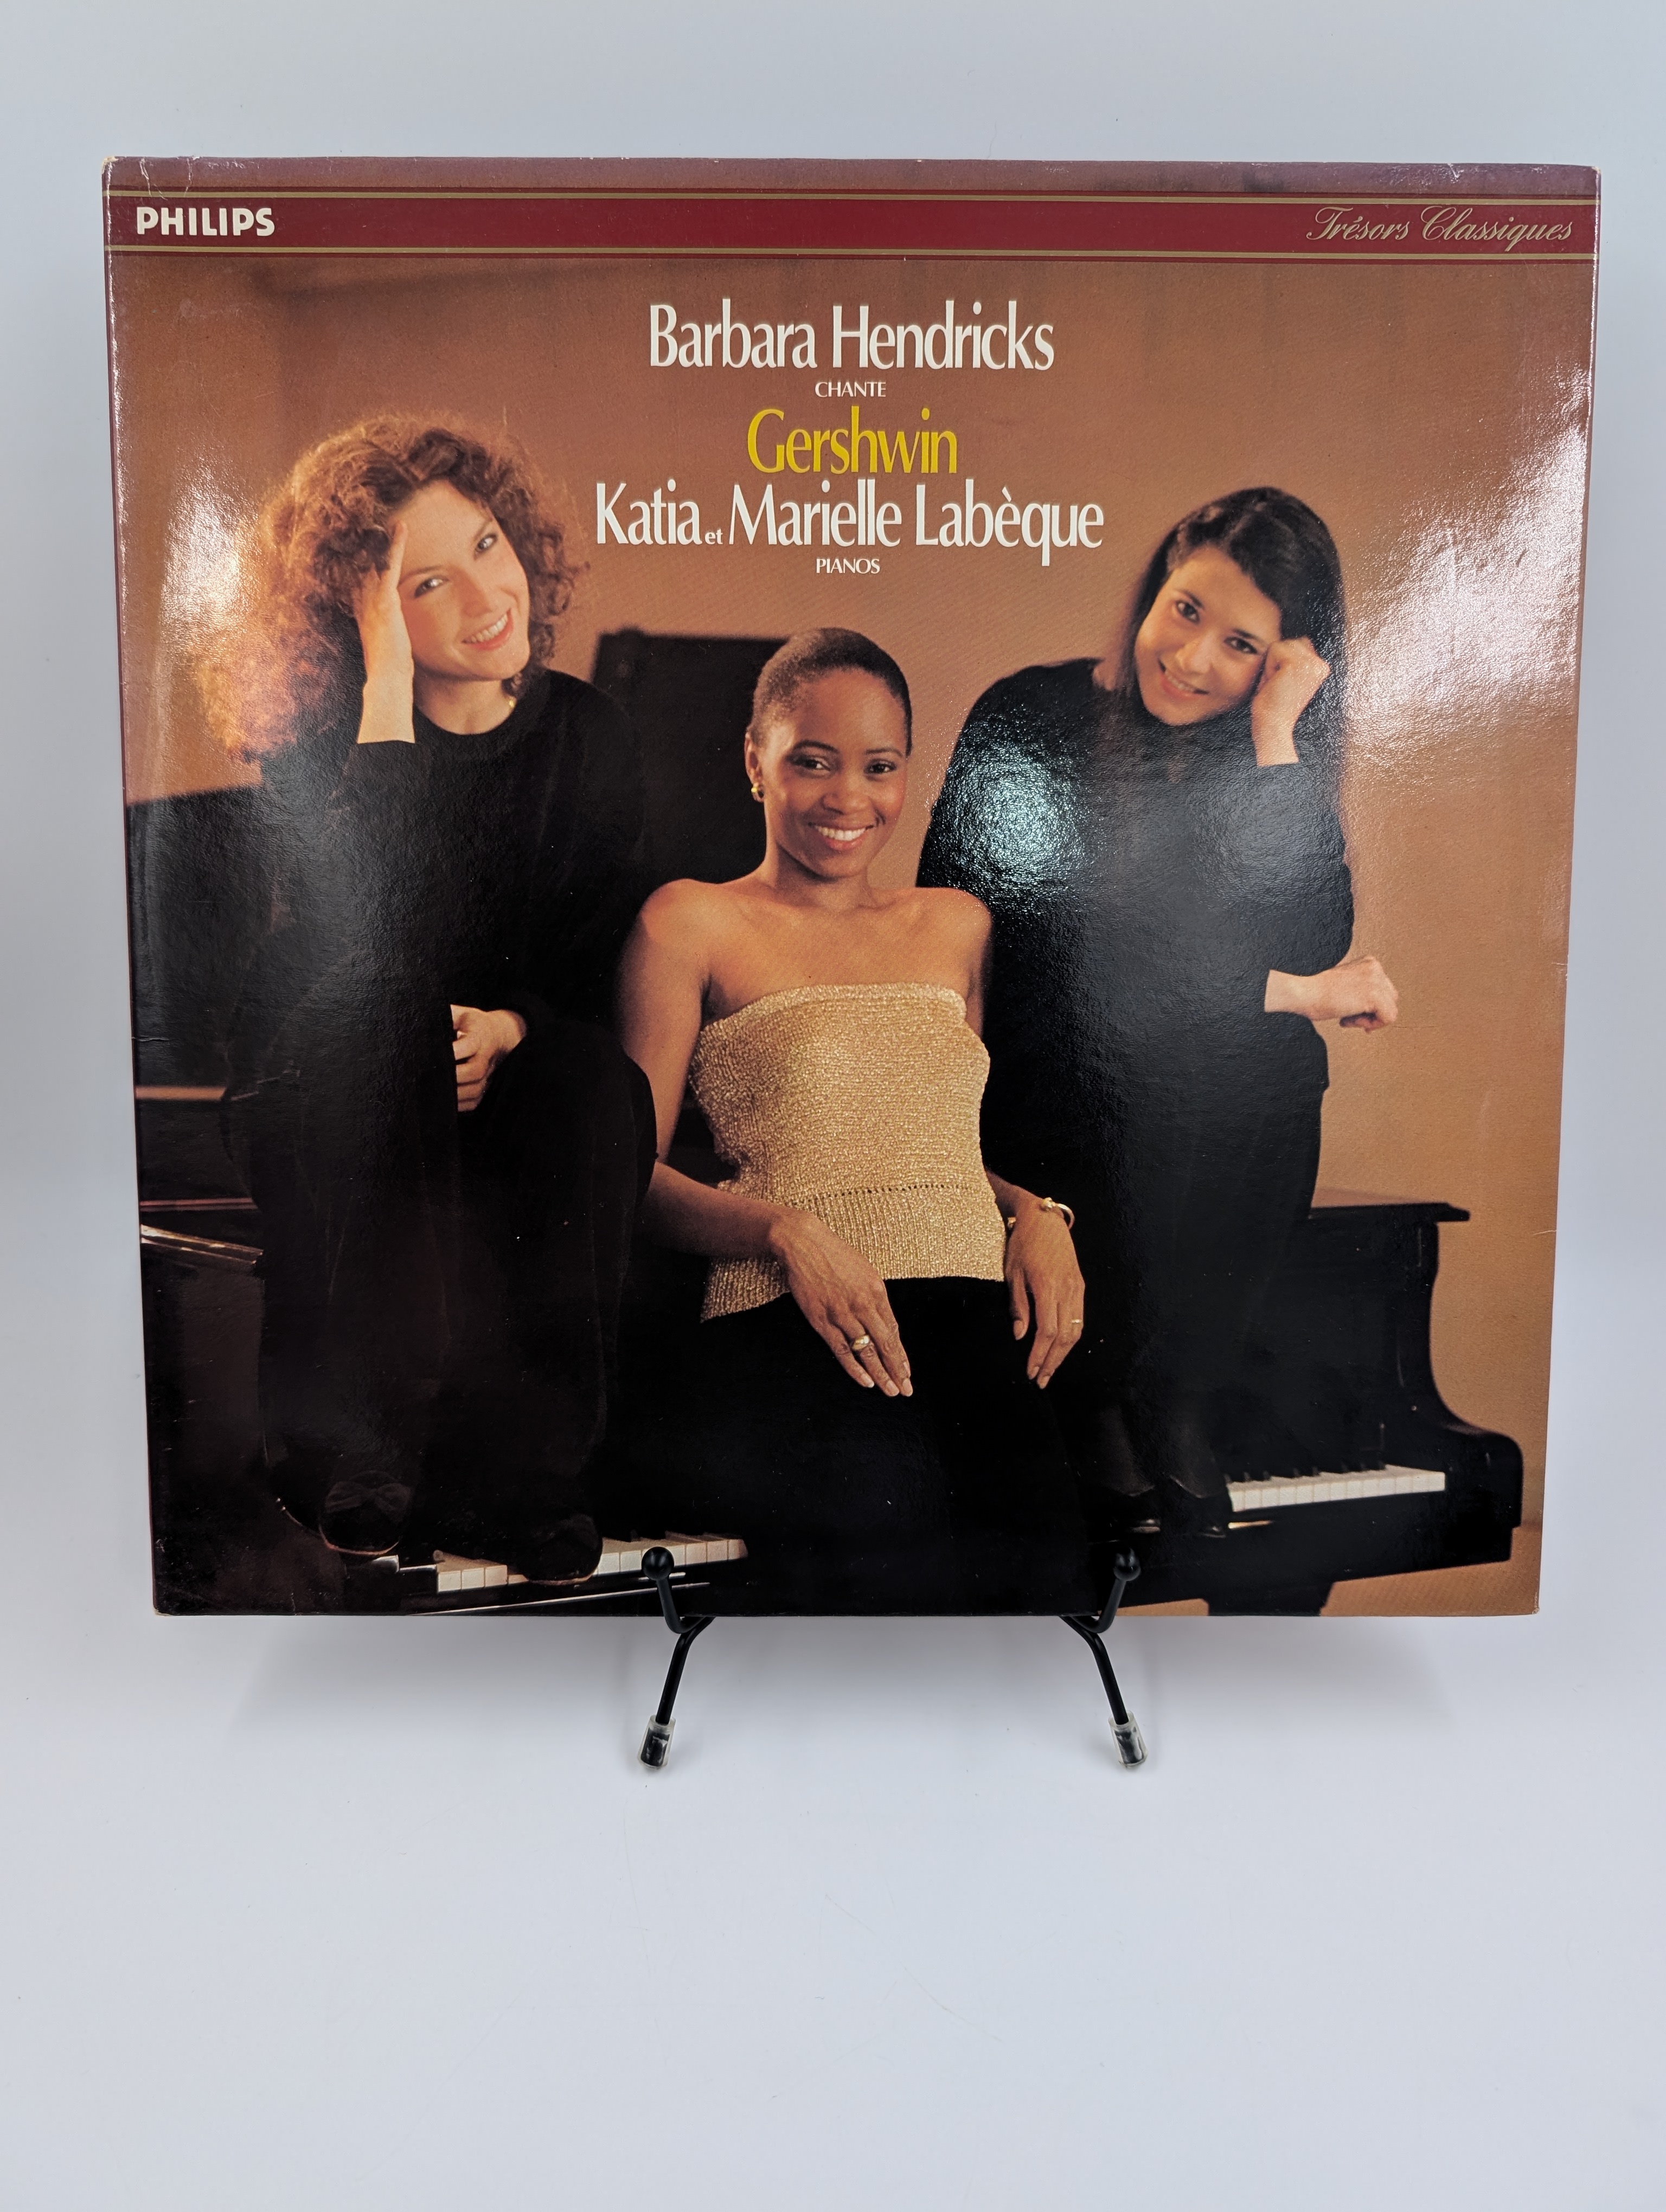 PHILIPS
Trésors Classiques
Barbara Hendricks
CHANTE
Gershwin
Katia et Marielle Labèque
PIANOS